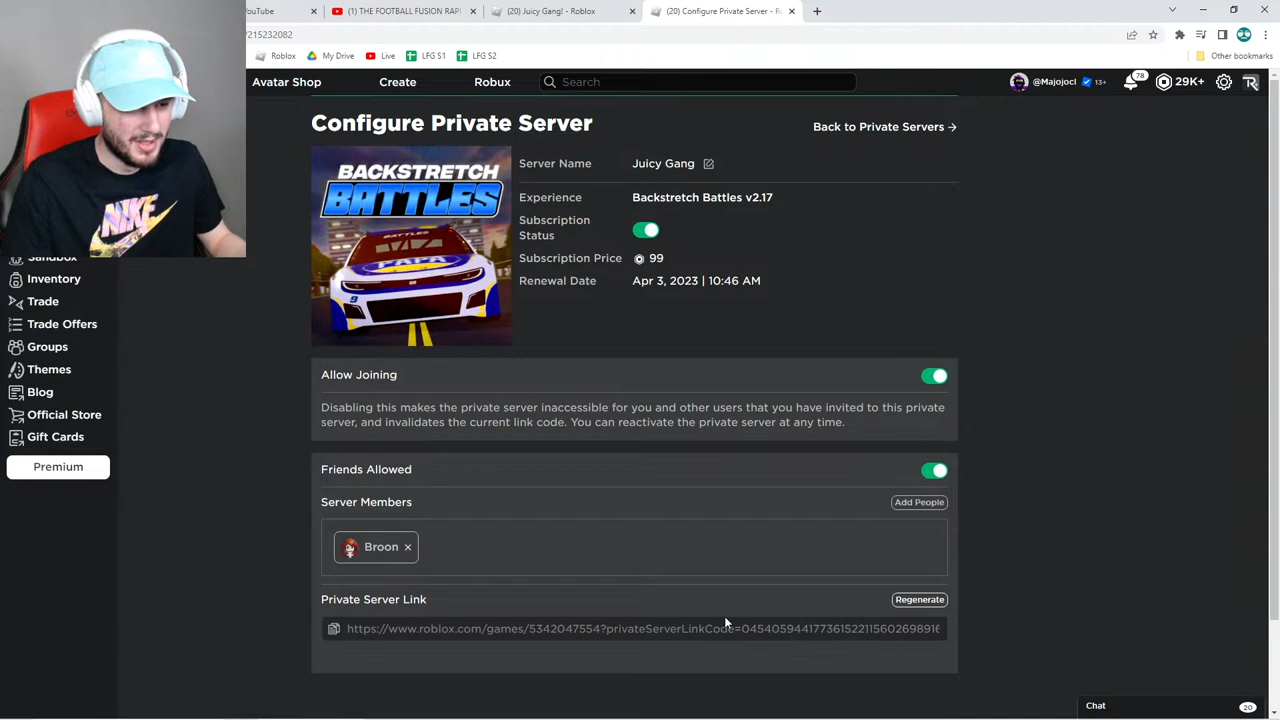 YouTube
(1) THE FOOTBALL FUSION RAP!
(20) Juicy Gang! - Roblox
(20) Configure Private Server - R
215232082
Roblox
My Drive
Live
LFG S1
LFG S2
Other bookmarks
Avatar Shop
Create
Robux
Search
@Majojocl
13+
78
29K+
Configure Private Server
Back to Private Servers
BACKSTRETCH
BATTLES
BATTLES
PAPA
9
NIKE
Server Name
Juicy Gang
Experience
Backstretch Battles v2.17
Subscription
Status
Subscription Price
99
Renewal Date
Apr 3, 2023 | 10:46 AM
Sandbox
Inventory
Trade
Trade Offers
Groups
Themes
Blog
Official Store
Gift Cards
Premium
Allow Joining
Disabling this makes the private server inaccessible for you and other users that you have invited to this private
server, and invalidates the current link code. You can reactivate the private server at any time.
Friends Allowed
Server Members
Add People
Broon
Private Server Link
Regenerate
https://www.roblox.com/games/5342047554?privateServerLinkCode=04540594417736152211560269891
Chat
20